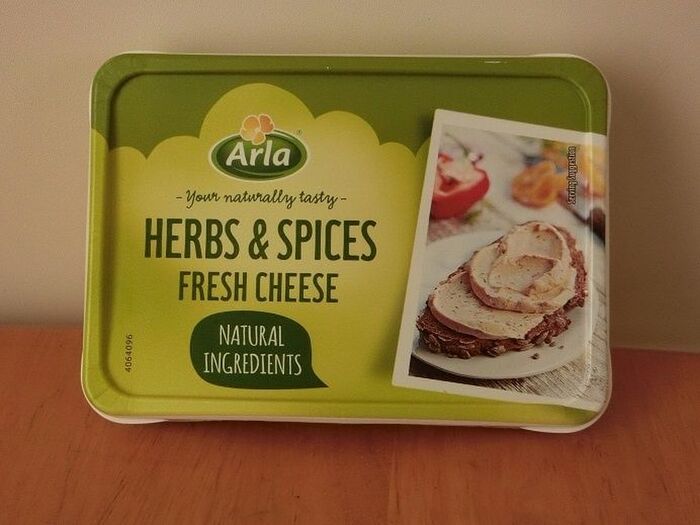 Arla
- Your naturally tasty -
HERBS & SPICES
FRESH CHEESE
NATURAL
INGREDIENTS
4064096